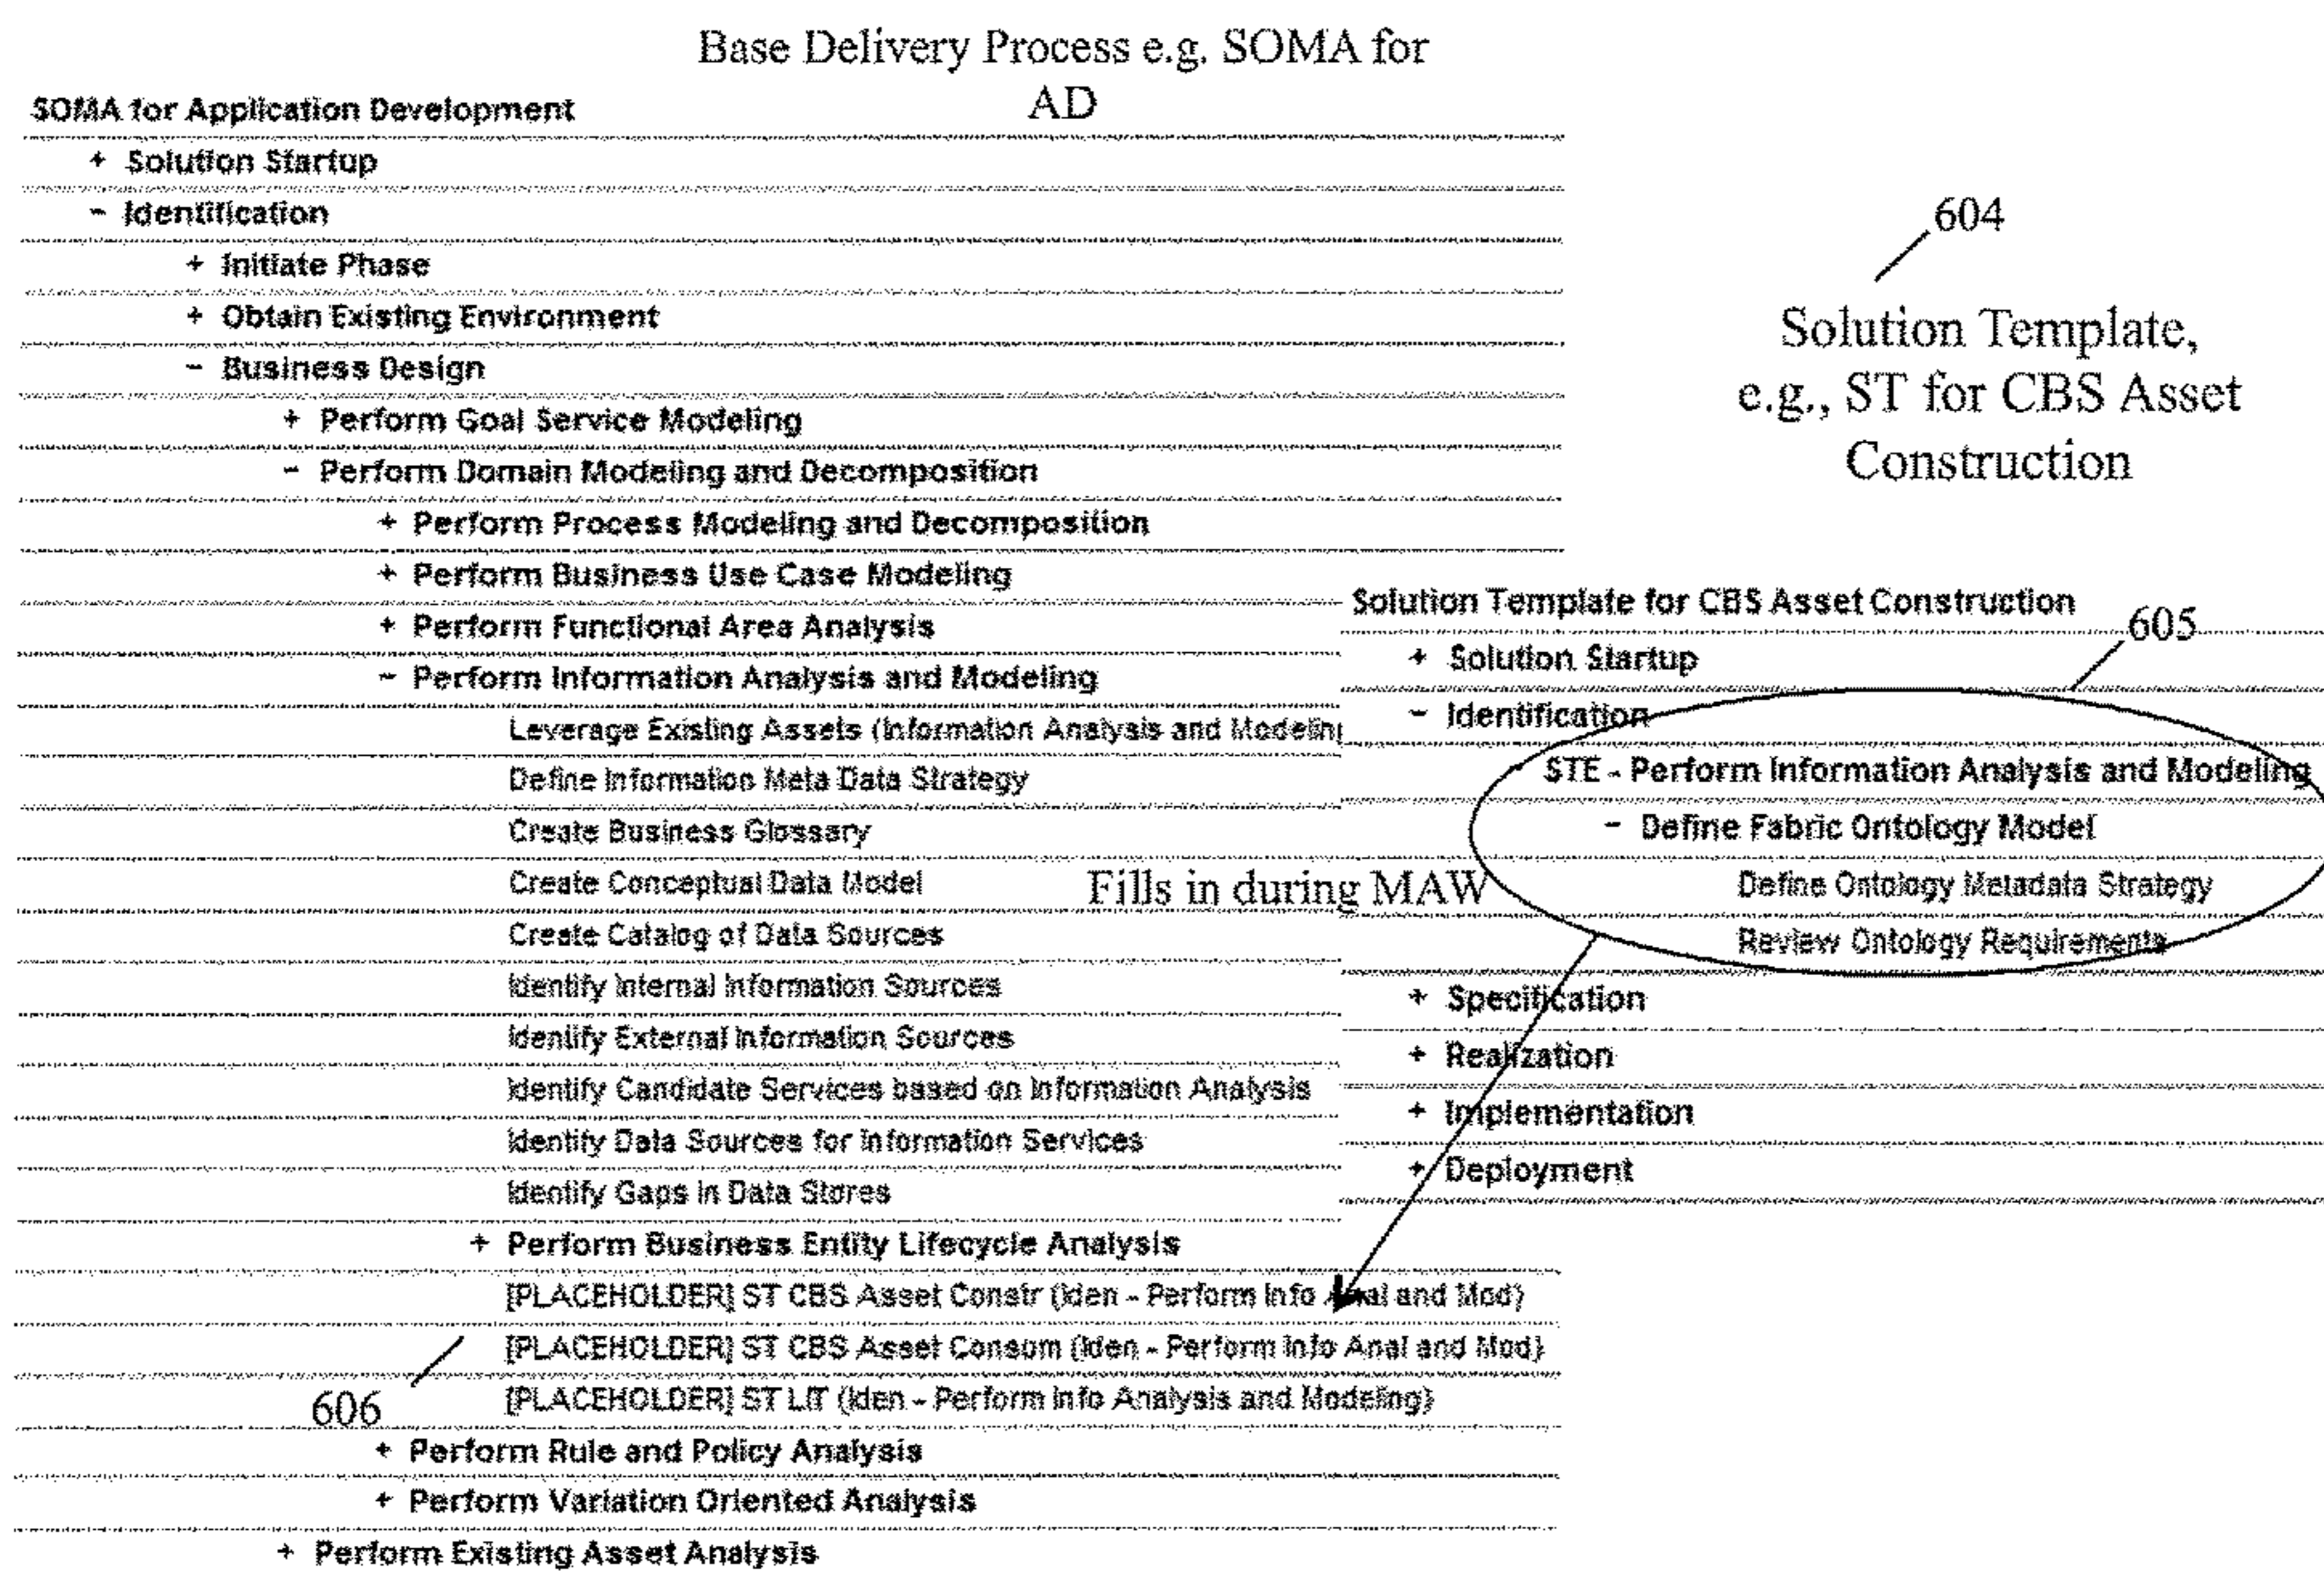 Base Delivery Process e.g. SOMA for
AD
SOMA for Application Development
+ Solution Startup
- Identification
+ Initiate Phase
+ Obtain Existing Environment
- Business Design
+ Perform Goal Service Modeling
- Perform Domain Modeling and Decomposition
+ Perform Process Modeling and Decomposition
+ Perform Business Use Case Modeling
+ Perform Functional Area Analysis
- Perform Information Analysis and Modeling
Leverage Existing Assets (Information Analysis and Modeling
Define Information Meta Data Strategy
Create Business Glossary
Create Conceptual Data Model
Create Catalog of Data Sources
Identify Internal Information Sources
Identify External Information Sources
Identify Candidate Services based on Information Analysis
Identify Data Sources for Information Services
Identify Gaps in Data Stores
+ Perform Business Entity Lifecycle Analysis
[PLACEHOLDER] ST CBS Asset Constr (Iden - Perform Info Anal and Mod)
[PLACEHOLDER] ST CBS Asset Consum (Iden - Perform Info Anal and Mod)
[PLACEHOLDER] ST LIT (Iden - Perform Info Analysis and Modeling)
606
+ Perform Rule and Policy Analysis
+ Perform Variation Oriented Analysis
+ Perform Existing Asset Analysis
Fills in during MAW
604
Solution Template,
e.g., ST for CBS Asset
Construction
Solution Template for CBS Asset Construction
605
+ Solution Startup
- Identification
- STE - Perform Information Analysis and Modeling
- Define Fabric Ontology Model
Define Ontology Metadata Strategy
Review Ontology Requirements
+ Specification
+ Realization
+ Implementation
+ Deployment